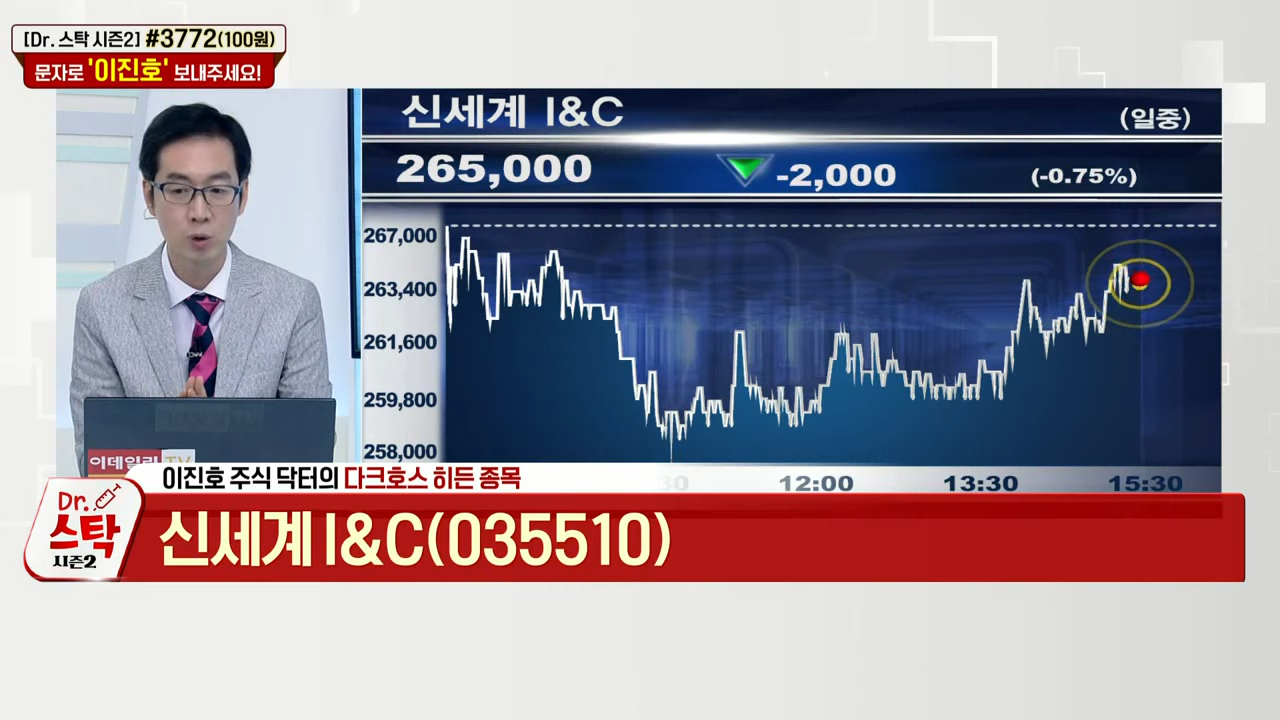 [Dr. 스탁 시즌2] #3772(100원)
문자로 '이진호' 보내주세요!
신세계 I&C
(일중)
265,000
-2,000
(-0.75%)
267,000
263,400
261,600
259,800
258,000
30
12:00
13:30
15:30
이데일리 TV
이진호 주식 닥터의 다크호스 히든 종목
Dr.
스탁
시즌2
신세계 I&C(035510)